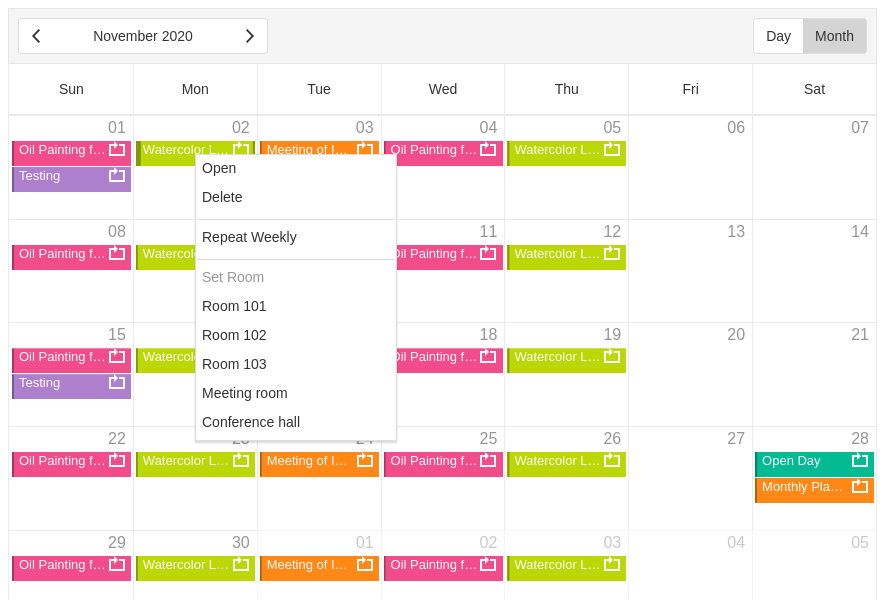 November 2020
Day Month
Sun Mon Tue Wed Thu Fri Sat
01 02 03 04 05 06 07
Oil Painting f… Watercolor L… Meeting of I… Oil Painting f… Watercolor L…
Testing
Open
Delete
Repeat Weekly
Set Room
Room 101
Room 102
Room 103
Meeting room
Conference hall
08 11 12 13 14
Oil Painting f… Oil Painting f… Watercolor L…
15 18 19 20 21
Oil Painting f… Oil Painting f… Watercolor L…
Testing
22 23 24 25 26 27 28
Oil Painting f… Watercolor L… Meeting of I… Oil Painting f… Watercolor L… Open Day
Monthly Pla…
29 30 01 02 03 04 05
Oil Painting f… Watercolor L… Meeting of I… Oil Painting f… Watercolor L…